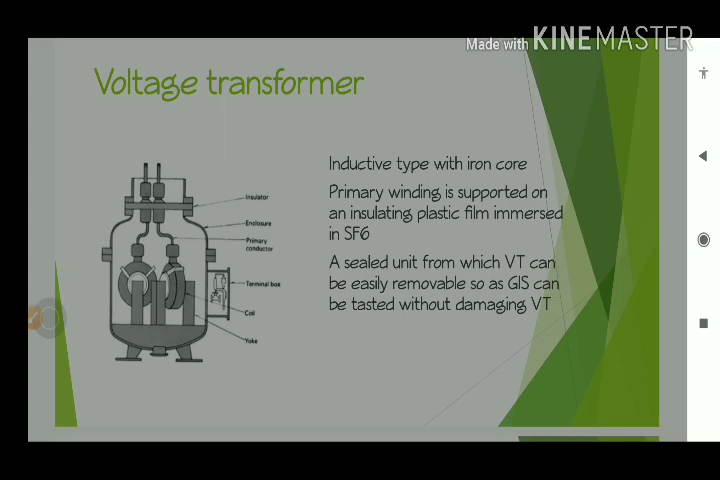 Made with KINEMASTER
Voltage transformer
Inductive type with iron core
Primary winding is supported on
an insulating plastic film immersed
in SF6
A sealed unit from which VT can
be easily removable so as GIS can
be tasted without damaging VT
Insulator
Enclosure
Primary
conductor
Terminal box
Coil
Yoke